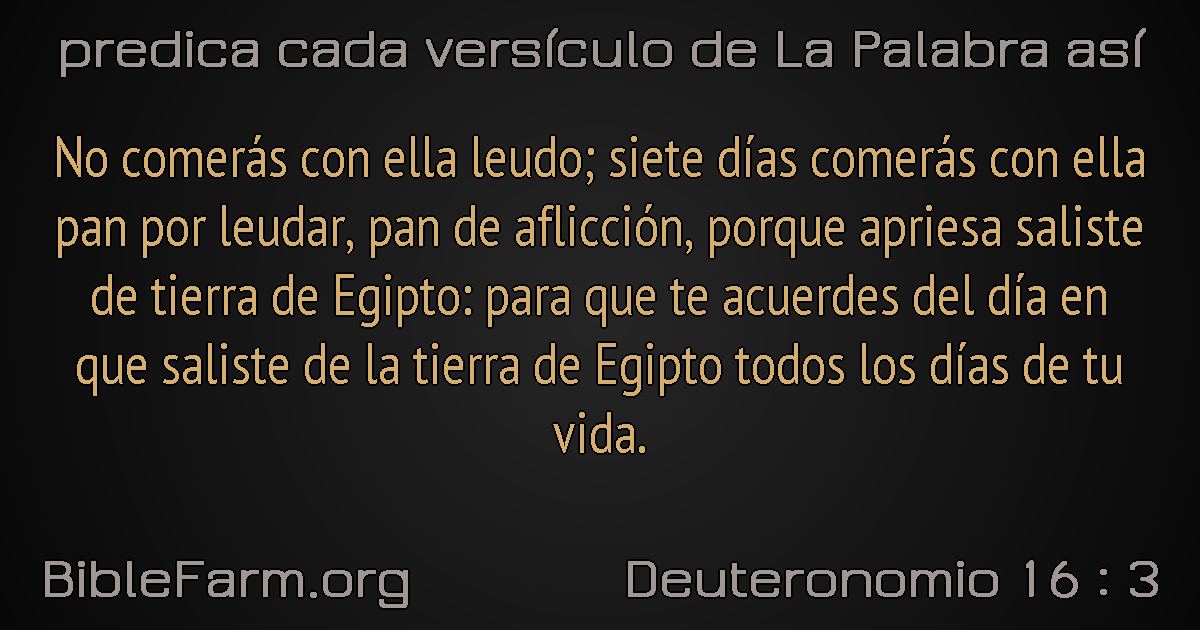 predica cada versículo de La Palabra así
No comerás con ella leudo; siete días comerás con ella
pan por leudar, pan de aflicción, porque apriesa saliste
de tierra de Egipto: para que te acuerdes del día en
que saliste de la tierra de Egipto todos los días de tu
vida.
BibleFarm.org
Deuteronomio 16 : 3